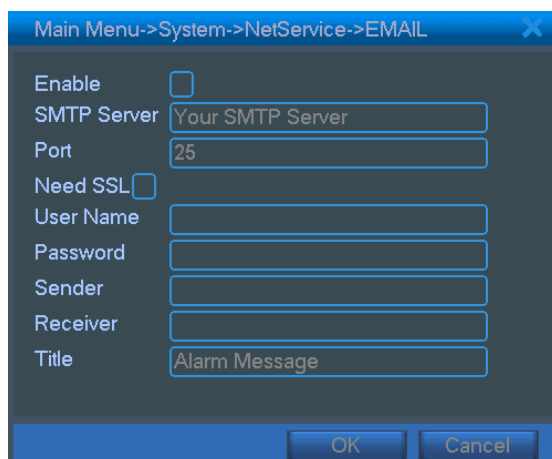 Main Menu->System->NetService->EMAIL
Enable
SMTP Server Your SMTP Server
Port 25
Need SSL
User Name
Password
Sender
Receiver
Title Alarm Message
OK Cancel